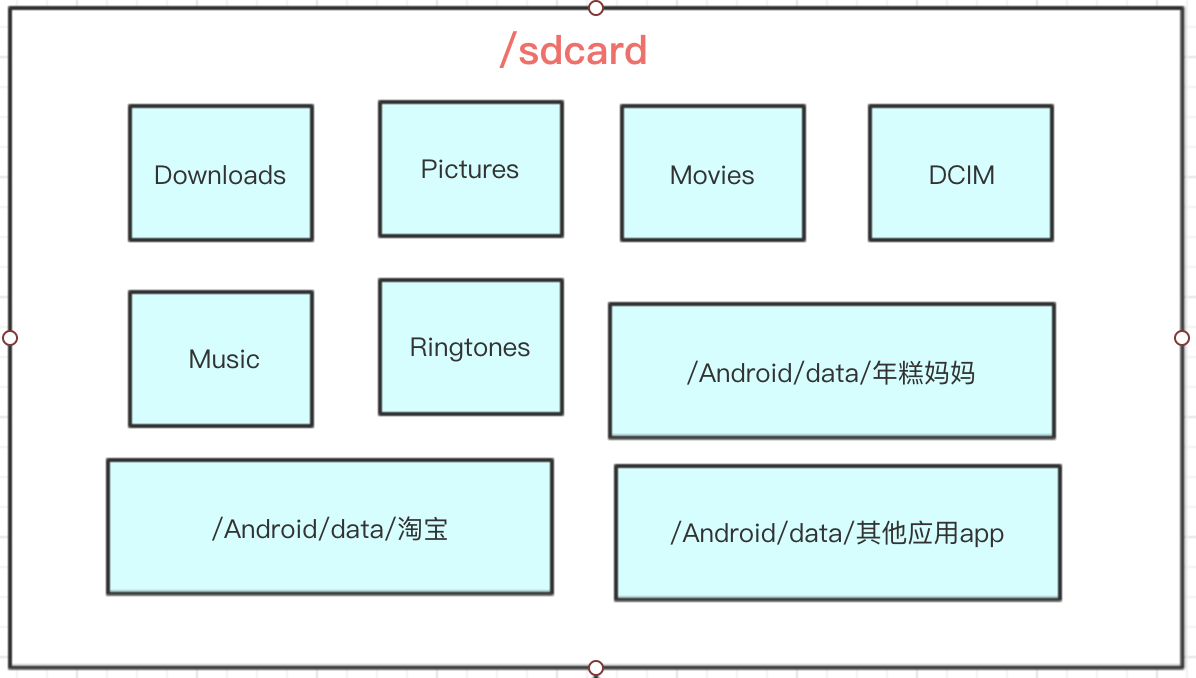 /sdcard
Downloads
Pictures
Movies
DCIM
Music
Ringtones
/Android/data/年糕妈妈
/Android/data/淘宝
/Android/data/其他应用app